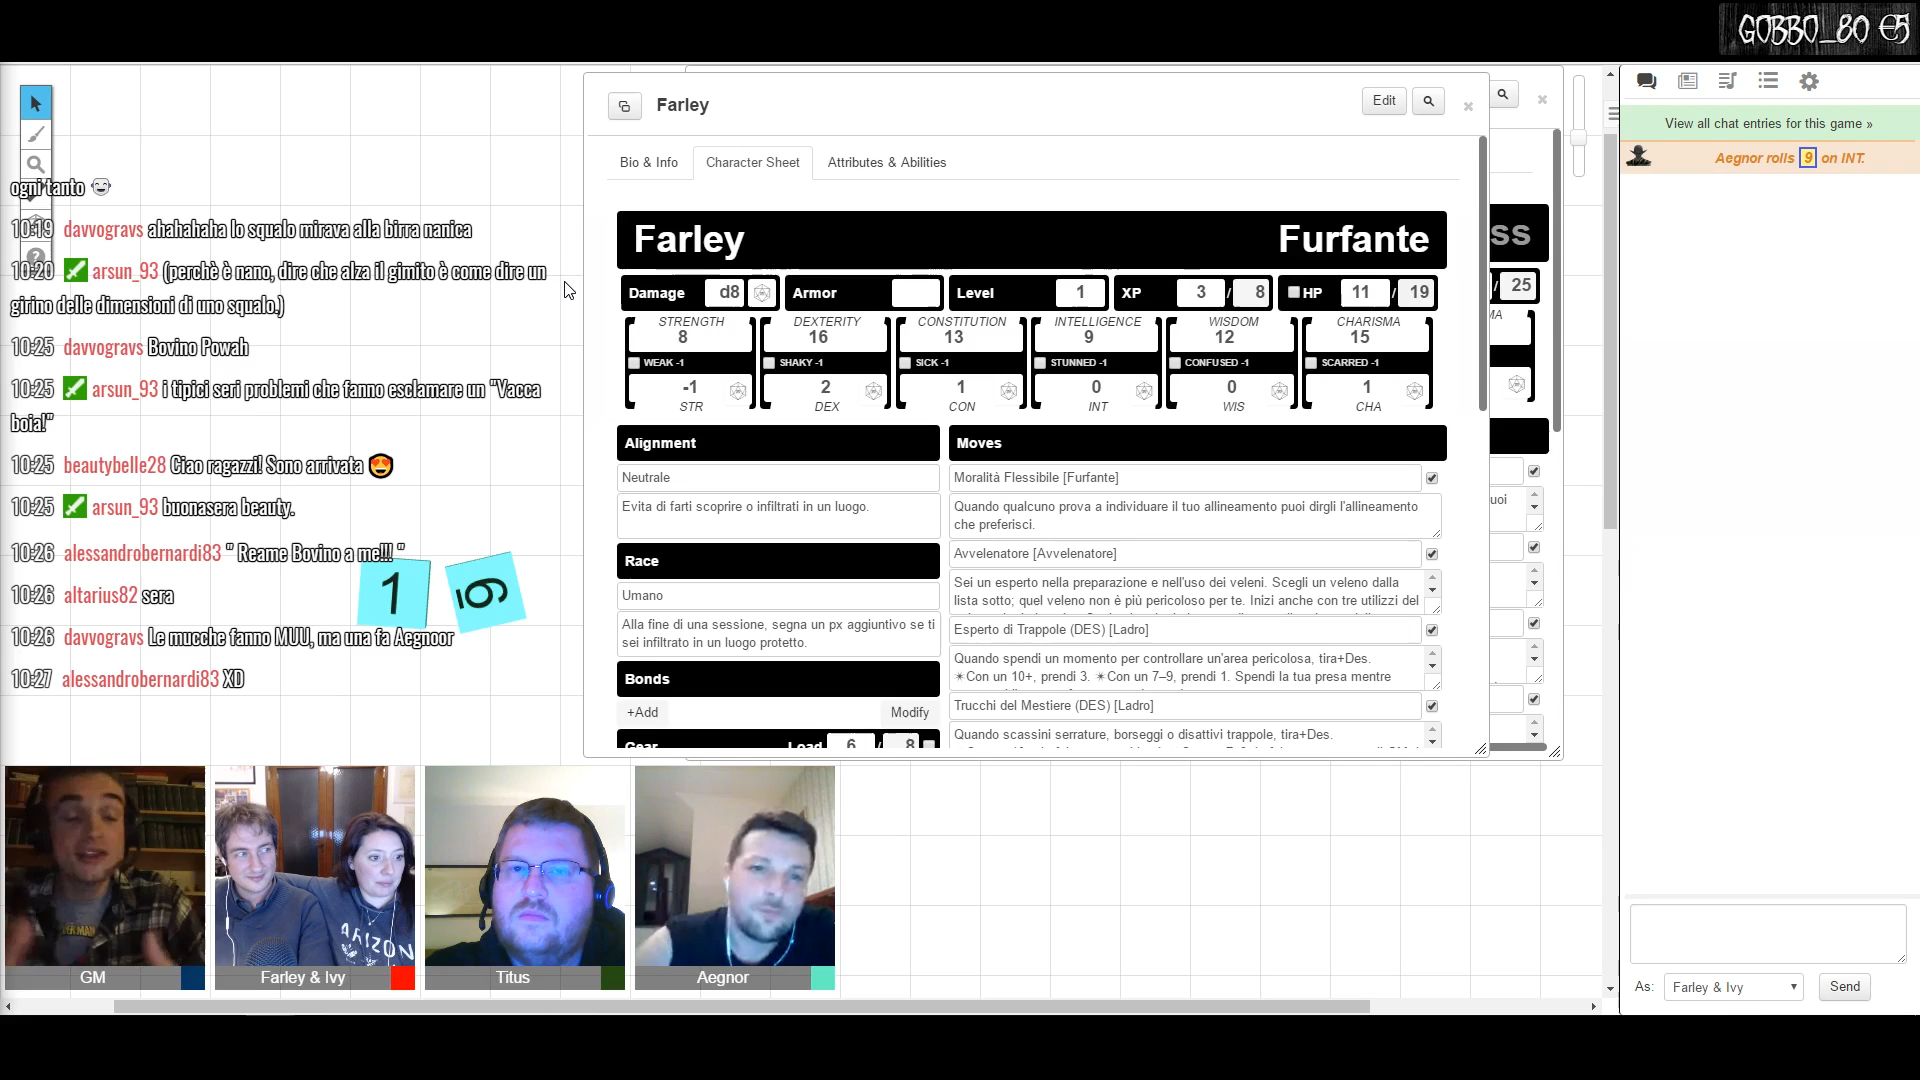 GOBBO_80 €5
Farley
Edit
Bio & Info
Character Sheet
Attributes & Abilities
Farley
Furfante
ss
Damage d8
Armor
Level 1
XP 3 / 8
HP 11 / 19
/ 25
STRENGTH
8
WEAK -1
-1
STR
DEXTERITY
16
SHAKY -1
2
DEX
CONSTITUTION
13
SICK -1
1
CON
INTELLIGENCE
9
STUNNED -1
0
INT
WISDOM
12
CONFUSED -1
0
WIS
CHARISMA
15
SCARRED -1
1
CHA
MA
Alignment
Neutrale
Evita di farti scoprire o infiltrati in un luogo.
Race
Umano
Alla fine di una sessione, segna un px aggiuntivo se ti
sei infiltrato in un luogo protetto.
Bonds
+Add
Modify
Gear
Load 6 / 8
Moves
Moralità Flessibile [Furfante]
Quando qualcuno prova a individuare il tuo allineamento puoi dirgli l'allineamento
che preferisci.
Avvelenatore [Avvelenatore]
Sei un esperto nella preparazione e nell'uso dei veleni. Scegli un veleno dalla
lista sotto; quel veleno non è più pericoloso per te. Inizi anche con tre utilizzi del
Esperto di Trappole (DES) [Ladro]
Quando spendi un momento per controllare un'area pericolosa, tira+Des.
✶Con un 10+, prendi 3. ✶Con un 7–9, prendi 1. Spendi la tua presa mentre
Trucchi del Mestiere (DES) [Ladro]
Quando scassini serrature, borseggi o disattivi trappole, tira+Des.
uoi
ogni tanto
10:19 davvogravs ahahahaha lo squalo mirava alla birra nanica
10:20 arsun_93 (perchè è nano, dire che alza il gimito è come dire un
girino delle dimensioni di uno squalo.)
10:25 davvogravs Bovino Powah
10:25 arsun_93 i tipici seri problemi che fanno esclamare un "Vacca
boia!"
10:25 beautybelle28 Ciao ragazzi! Sono arrivata 😍
10:25 arsun_93 buonasera beauty.
10:26 alessandrobernardi83 " Reame Bovino a me!!! "
10:26 altarius82 sera
10:26 davvogravs Le mucche fanno MUU, ma una fa Aegnoor
10:27 alessandrobernardi83 XD
1
9
GM
Farley & Ivy
Titus
Aegnor
ARIZON
View all chat entries for this game »
Aegnor rolls 9 on INT.
As:
Farley & Ivy
Send